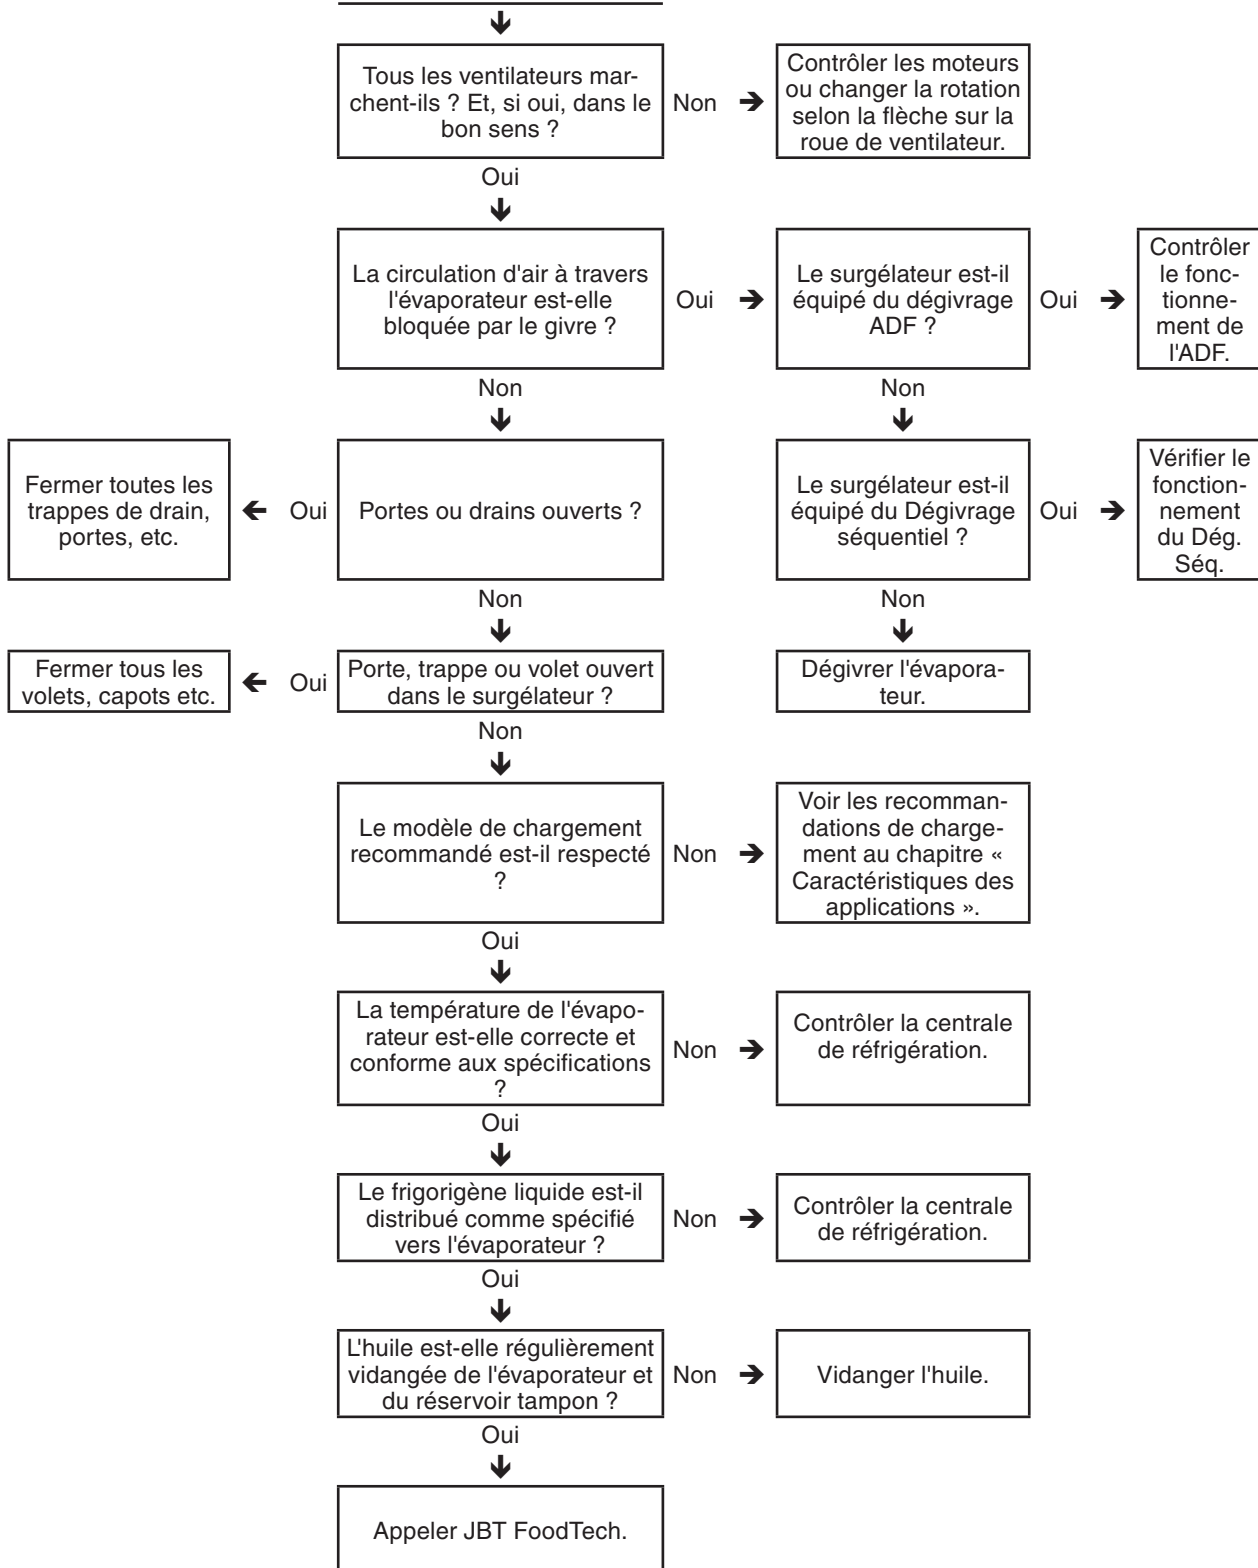 Tous les ventilateurs mar-
chent-ils ? Et, si oui, dans le
bon sens ?
Non
Contrôler les moteurs
ou changer la rotation
selon la flèche sur la
roue de ventilateur.
Oui
La circulation d'air à travers
l'évaporateur est-elle
bloquée par le givre ?
Oui
Le surgélateur est-il
équipé du dégivrage
ADF ?
Oui
Contrôler
le fonc-
tionne-
ment de
l'ADF.
Non
Non
Fermer toutes les
trappes de drain,
portes, etc.
Oui
Portes ou drains ouverts ?
Le surgélateur est-il
équipé du Dégivrage
séquentiel ?
Oui
Vérifier le
fonction-
nement
du Dég.
Séq.
Non
Non
Fermer tous les
volets, capots etc.
Oui
Porte, trappe ou volet ouvert
dans le surgélateur ?
Dégivrer l'évapora-
teur.
Non
Le modèle de chargement
recommandé est-il respecté
?
Non
Voir les recomman-
dations de charge-
ment au chapitre «
Caractéristiques des
applications ».
Oui
La température de l'évapo-
rateur est-elle correcte et
conforme aux spécifications
?
Non
Contrôler la centrale
de réfrigération.
Oui
Le frigorigène liquide est-il
distribué comme spécifié
vers l'évaporateur ?
Non
Contrôler la centrale
de réfrigération.
Oui
L'huile est-elle régulièrement
vidangée de l'évaporateur et
du réservoir tampon ?
Non
Vidanger l'huile.
Oui
Appeler JBT FoodTech.